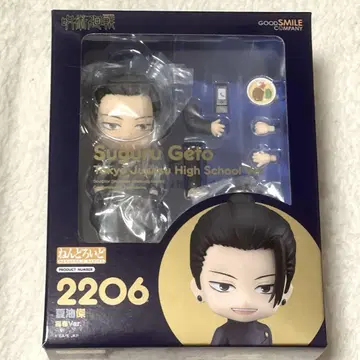 呪術廻戦
GOOD SMILE
COMPANY
Suguru Geto
Tokyo Jujutsu High School Ver.
ねんどろいど
PRODUCT NUMBER
2206
夏油傑